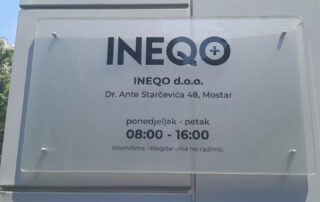 INEQO
INEQO d.o.o.
Dr. Ante Starčevića 48, Mostar
ponedjeljak - petak
08:00 - 16:00
Vikendima i blagdanima ne radimo.